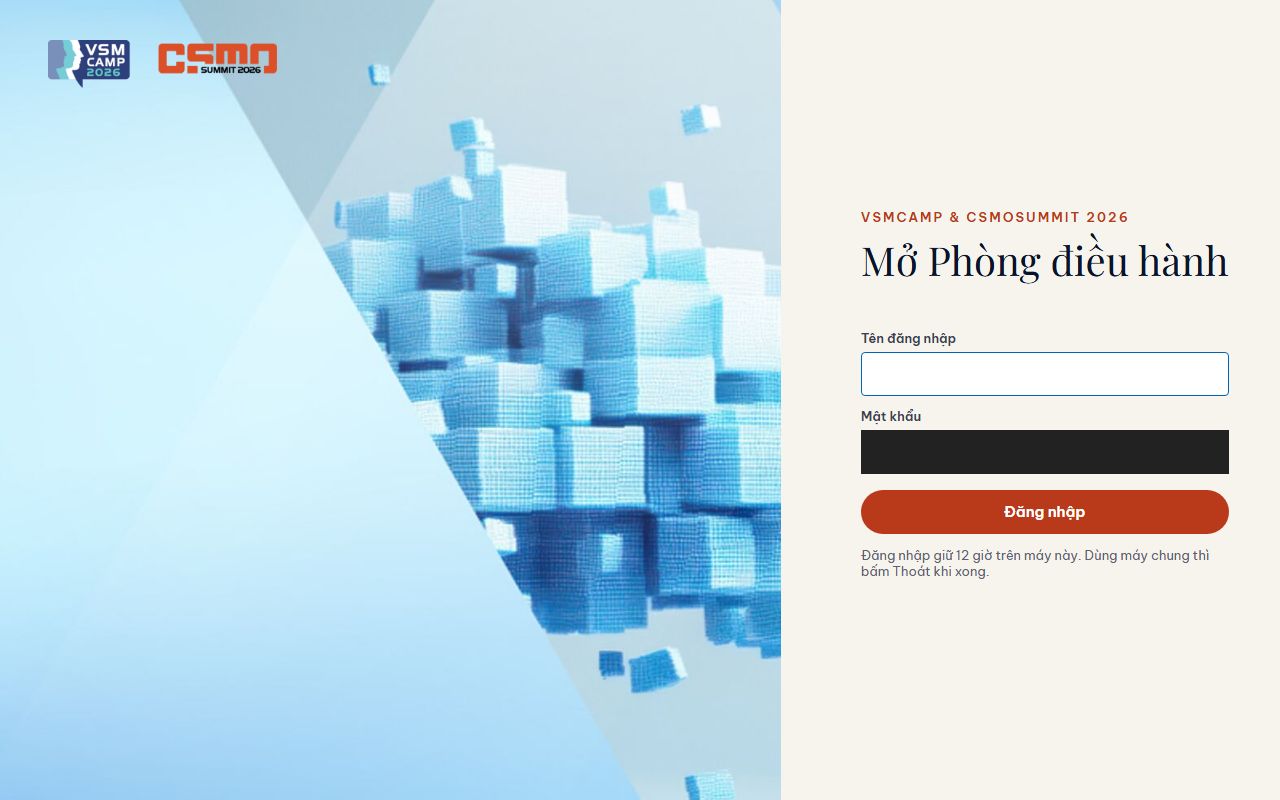 VSM
CAMP
2026
CSMO
SUMMIT 2026
VSMCAMP & CSMOSUMMIT 2026
Mở Phòng điều hành
Tên đăng nhập
Mật khẩu
Đăng nhập
Đăng nhập giữ 12 giờ trên máy này. Dùng máy chung thì
bấm Thoát khi xong.